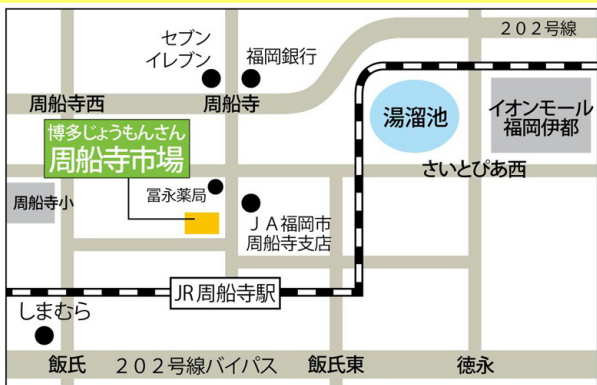 202号線
セブン
イレブン
福岡銀行
周船寺西
周船寺
湯溜池
イオンモール
福岡伊都
博多じょうもんさん
周船寺市場
さいとぴあ西
周船寺小
冨永薬局
JA福岡市
周船寺支店
JR周船寺駅
しまむら
飯氏
202号線バイパス
飯氏東
徳永